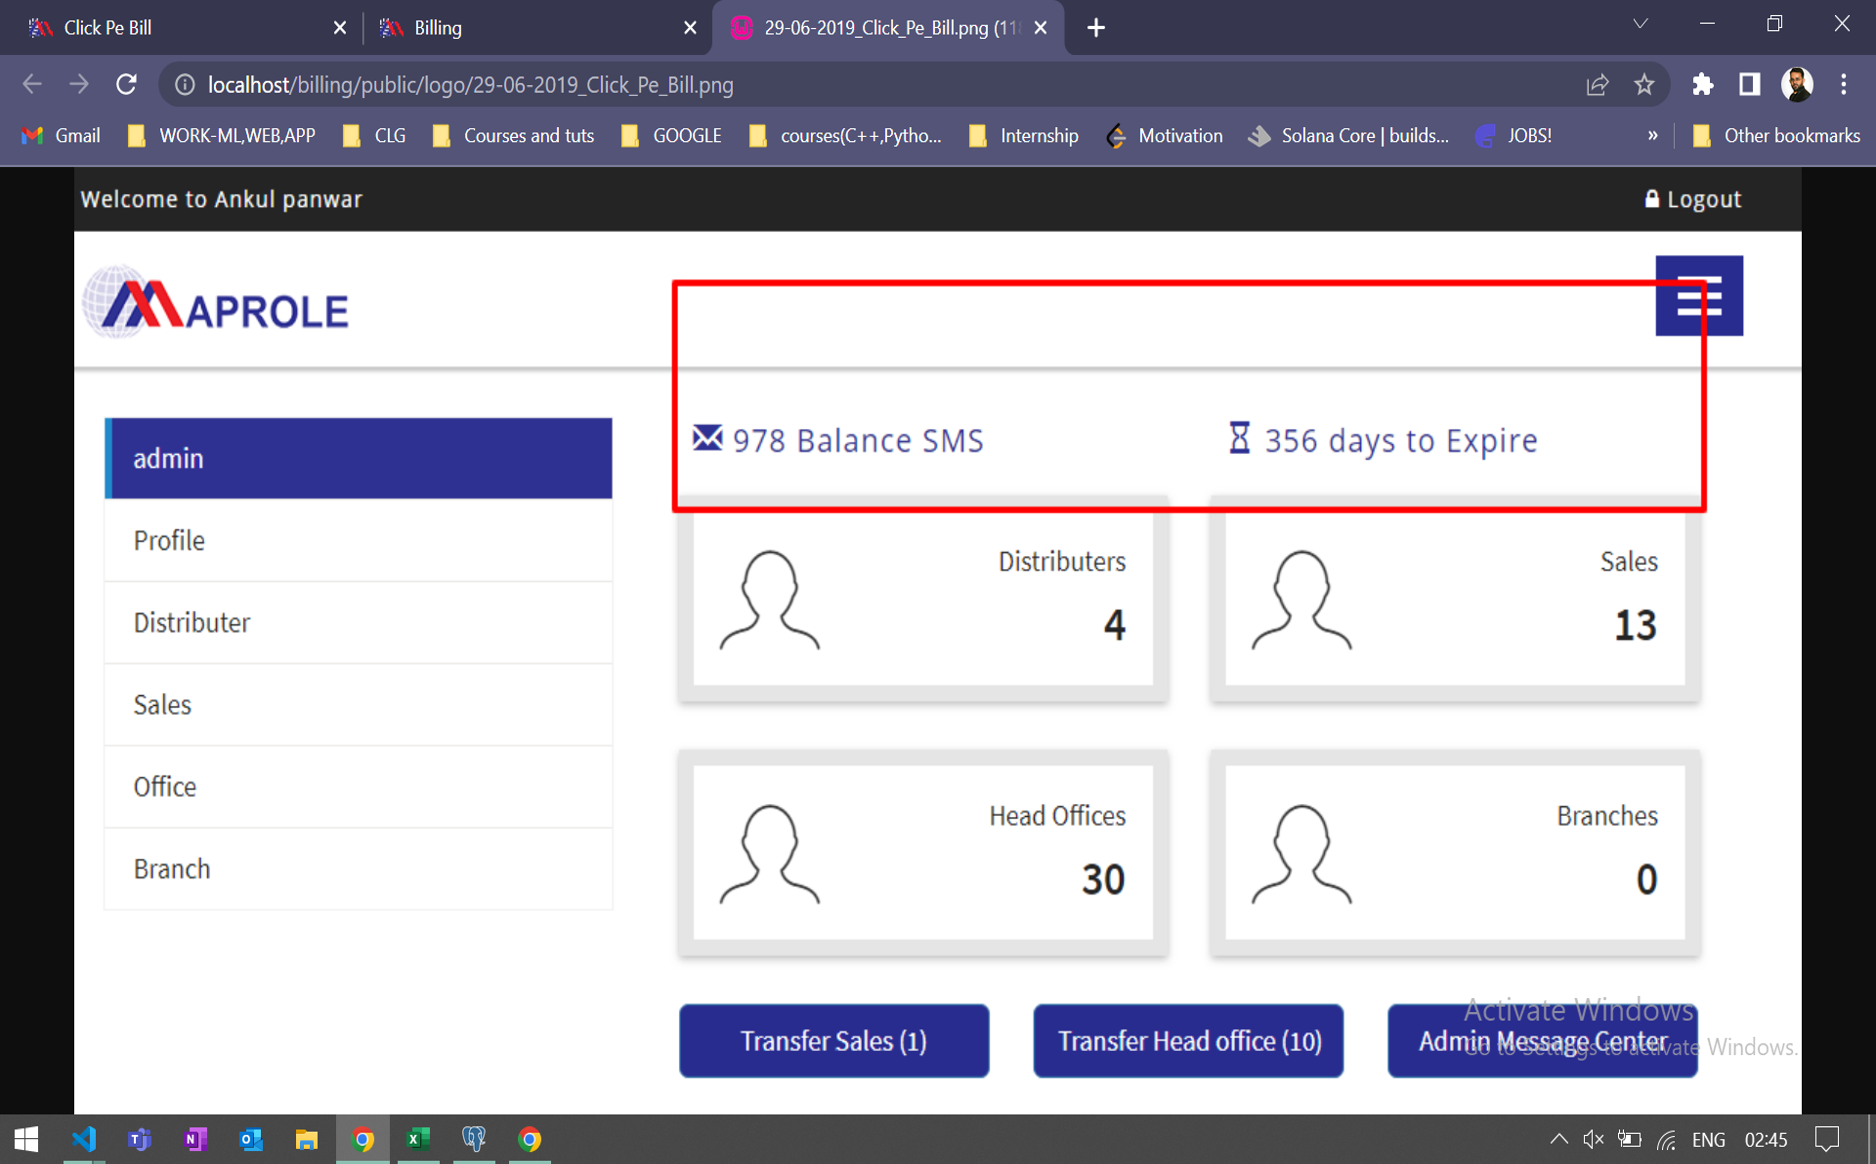 Click Pe Bill
Billing
29-06-2019_Click_Pe_Bill.png (118
localhost/billing/public/logo/29-06-2019_Click_Pe_Bill.png
Gmail WORK-ML,WEB,APP CLG Courses and tuts GOOGLE courses(C++,Pytho... Internship Motivation Solana Core | builds... JOBS! » Other bookmarks
Welcome to Ankul panwar
Logout
MAPROLE
978 Balance SMS
356 days to Expire
admin
Profile
Distributer
Sales
Office
Branch
Distributers
4
Sales
13
Head Offices
30
Branches
0
Transfer Sales (1)
Transfer Head office (10)
Admin Message Center
Activate Windows
Go to Settings to activate Windows.
ENG 02:45